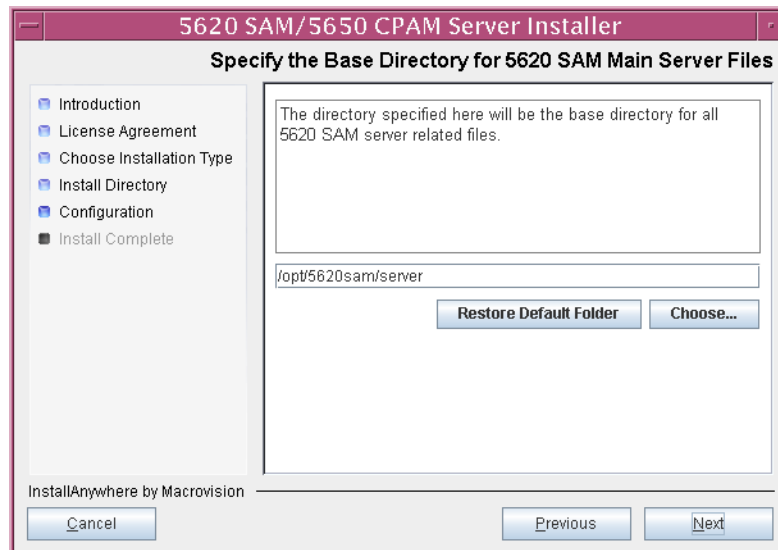 5620 SAM/5650 CPAM Server Installer
Specify the Base Directory for 5620 SAM Main Server Files
Introduction
License Agreement
Choose Installation Type
Install Directory
Configuration
Install Complete
The directory specified here will be the base directory for all
5620 SAM server related files.
/opt/5620sam/server
Restore Default Folder
Choose...
InstallAnywhere by Macrovision
Cancel
Previous
Next